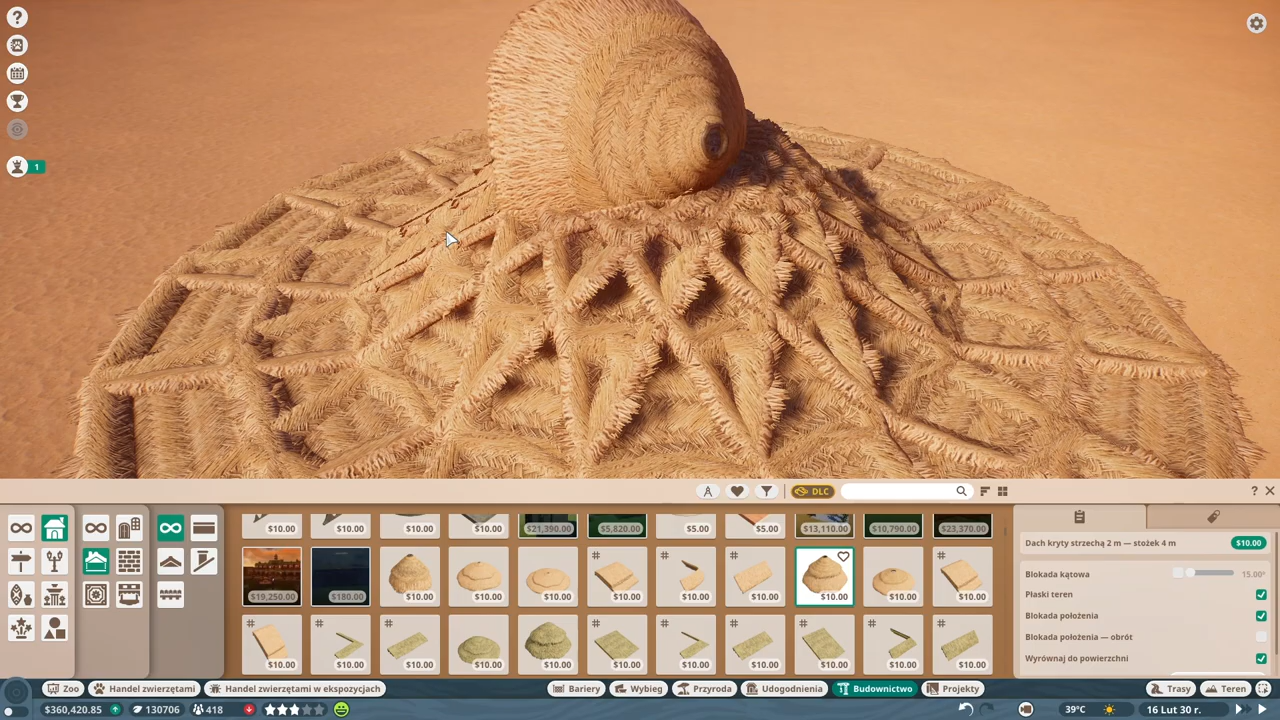 ?
1
DLC
? ×
$10.00 $10.00 $10.00 $10.00 $21,390.00 $5,820.00 $5.00 $5.00 $13,110.00 $10,790.00 $23,370.00
$19,250.00 $180.00 $10.00 $10.00 $10.00 $10.00 $10.00 $10.00 $10.00 $10.00 $10.00
$10.00 $10.00 $10.00 $10.00 $10.00 $10.00 $10.00 $10.00 $10.00 $10.00 $10.00
Dach kryty strzechą 2 m — stożek 4 m $10.00
Blokada kątowa 15.00°
Płaski teren
Blokada położenia
Blokada położenia — obrót
Wyrównaj do powierzchni
Zoo Handel zwierzętami Handel zwierzętami w ekspozycjach Bariery Wybieg Przyroda Udogodnienia Budownictwo Projekty Trasy Teren
$360,420.85 130706 418 39°C 16 Lut 30 r.